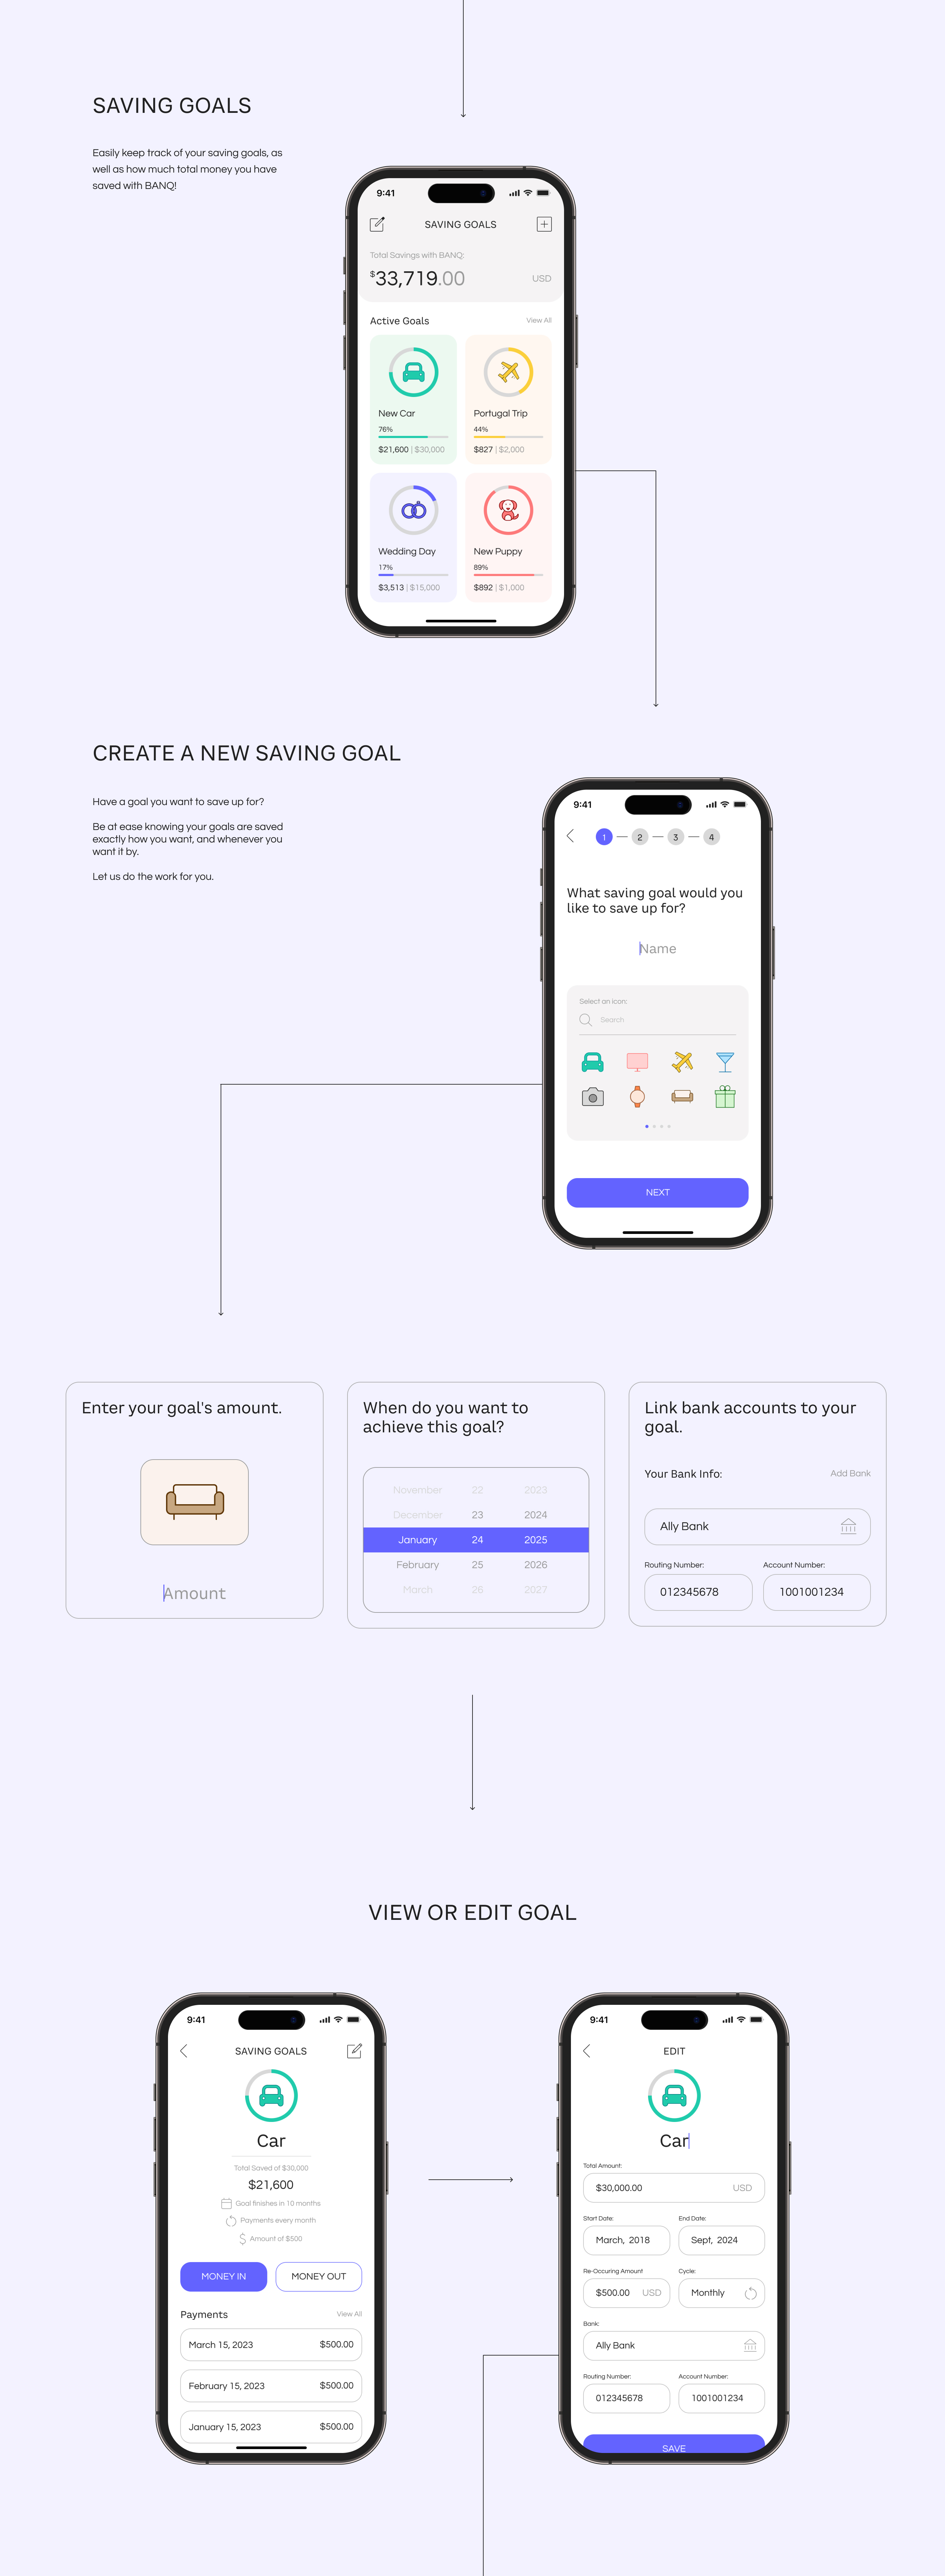 SAVING GOALS
Easily keep track of your saving goals, as
well as how much total money you have
saved with BANQ!
9:41
SAVING GOALS
Total Savings with BANQ:
$33,719.00
USD
Active Goals
View All
New Car
76%
$21,600 | $30,000
Portugal Trip
44%
$827 | $2,000
Wedding Day
17%
$3,513 | $15,000
New Puppy
89%
$892 | $1,000
CREATE A NEW SAVING GOAL
Have a goal you want to save up for?
Be at ease knowing your goals are saved
exactly how you want, and whenever you
want it by.
Let us do the work for you.
9:41
1 2 3 4
What saving goal would you
like to save up for?
Name
Select an icon:
Search
NEXT
Enter your goal's amount.
Amount
When do you want to
achieve this goal?
November 22 2023
December 23 2024
January 24 2025
February 25 2026
March 26 2027
Link bank accounts to your
goal.
Your Bank Info:
Add Bank
Ally Bank
Routing Number:
Account Number:
012345678
1001001234
VIEW OR EDIT GOAL
9:41
SAVING GOALS
Car
Total Saved of $30,000
$21,600
Goal finishes in 10 months
Payments every month
$ Amount of $500
MONEY IN
MONEY OUT
Payments
View All
March 15, 2023
$500.00
February 15, 2023
$500.00
January 15, 2023
$500.00
9:41
EDIT
Car
Total Amount:
$30,000.00
USD
Start Date:
End Date:
March, 2018
Sept, 2024
Re-Occuring Amount
Cycle:
$500.00 USD
Monthly
Bank:
Ally Bank
Routing Number:
Account Number:
012345678
1001001234
SAVE